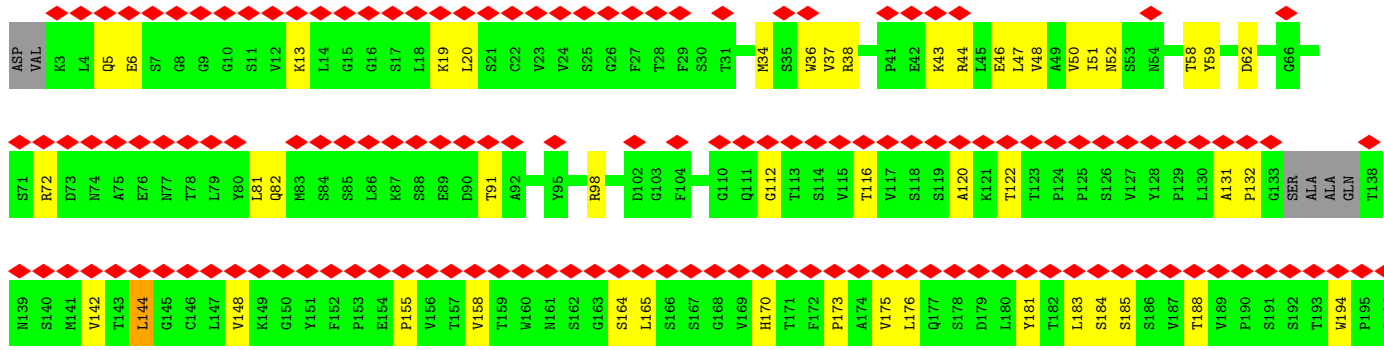 ASP VAL K3 L4 Q5 E6 S7 G8 G9 G10 S11 V12 K13 L14 G15 G16 S17 L18 K19 L20 S21 C22 V23 V24 S25 G26 F27 T28 F29 S30 T31 M34 S35 W36 V37 R38 P41 E42 K43 R44 L45 E46 L47 V48 A49 V50 I51 N52 S53 N54 T58 Y59 D62 G66
S71 R72 D73 N74 A75 E76 N77 T78 L79 Y80 L81 Q82 M83 S84 S85 L86 K87 S88 E89 D90 T91 A92 Y95 R98 D102 G103 F104 G110 Q111 G112 T113 S114 V115 T116 V117 S118 S119 A120 K121 T122 T123 P124 P125 S126 V127 Y128 P129 L130 A131 P132 G133 SER ALA ALA GLN T138
N139 S140 M141 V142 T143 L144 G145 C146 L147 V148 K149 G150 Y151 F152 P153 E154 P155 V156 T157 V158 T159 W160 N161 S162 G163 S164 L165 S166 S167 G168 V169 H170 T171 F172 P173 A174 V175 L176 Q177 S178 D179 L180 Y181 T182 L183 S184 S185 S186 V187 T188 V189 P190 S191 S192 T193 W194 P195